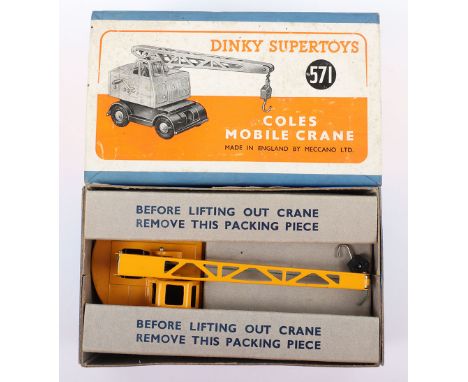 DINKY SUPERTOYS
571
COLES
MOBILE CRANE
MADE IN ENGLAND BY MECCANO LTD.
BEFORE LIFTING OUT CRANE
REMOVE THIS PACKING PIECE
BEFORE LIFTING OUT CRANE
REMOVE THIS PACKING PIECE